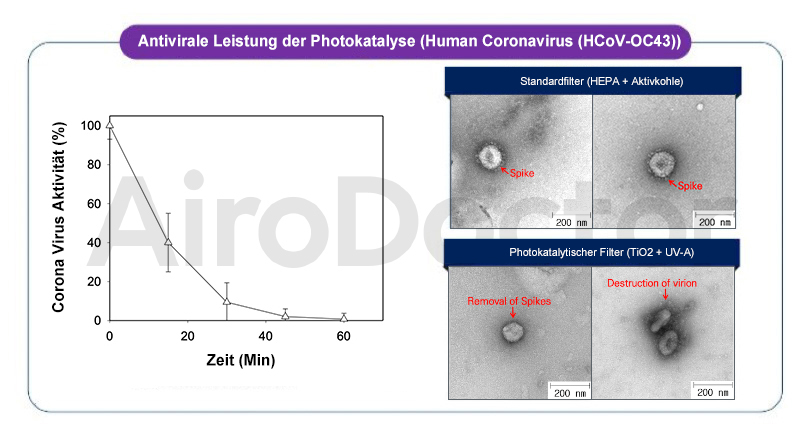 Antivirale Leistung der Photokatalyse (Human Coronavirus (HCoV-OC43))
Corona Virus Aktivität (%)
100
80
60
40
20
0
0
20
40
60
Zeit (Min)
AiroDoctor
Standardfilter (HEPA + Aktivkohle)
Spike
200 nm
Spike
200 nm
Photokatalytischer Filter (TiO2 + UV-A)
Removal of Spikes
200 nm
Destruction of virion
200 nm